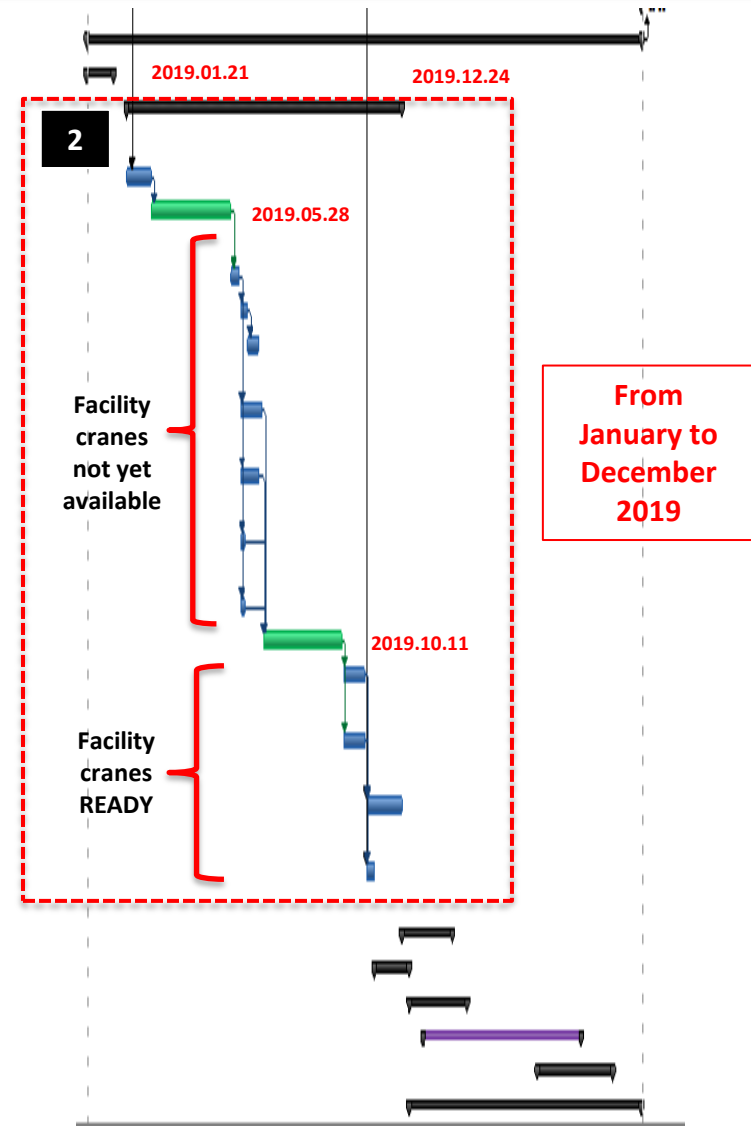 2019.01.21
2019.12.24
2
2019.05.28
Facility
cranes
not yet
available
From
January to
December
2019
2019.10.11
Facility
cranes
READY